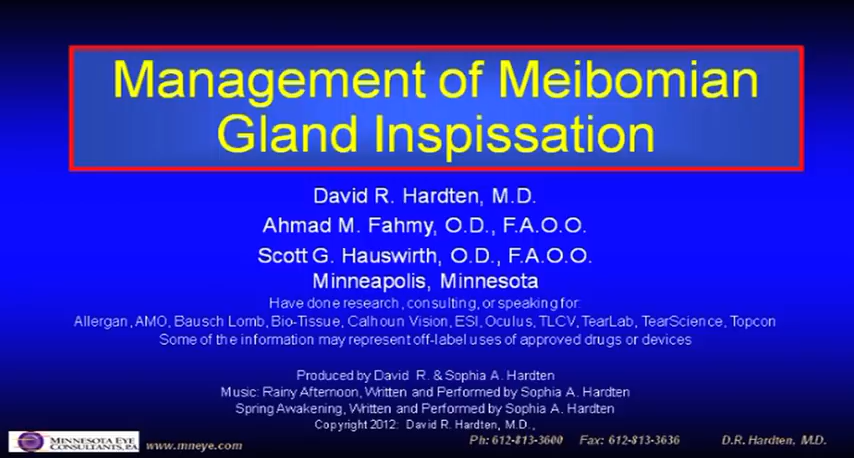 Management of Meibomian
Gland Inspissation
David R. Hardten, M.D.
Ahmad M. Fahmy, O.D., F.A.O.O.
Scott G. Hauswirth, O.D., F.A.O.O.
Minneapolis, Minnesota
Have done research, consulting, or speaking for:
Allergan, AMO, Bausch Lomb, Bio-Tissue, Calhoun Vision, ESI, Oculus, TLCV, TearLab, TearScience, Topcon
Some of the information may represent off-label uses of approved drugs or devices
Produced by David R. & Sophia A. Hardten
Music: Rainy Afternoon, Written and Performed by Sophia A. Hardten
Spring Awakening, Written and Performed by Sophia A. Hardten
Copyright 2012: David R. Hardten, M.D.,
MINNESOTA EYE
CONSULTANTS, P.A.
www.mneye.com
Ph: 612-813-3600 Fax: 612-813-3636 D.R. Hardten, M.D.